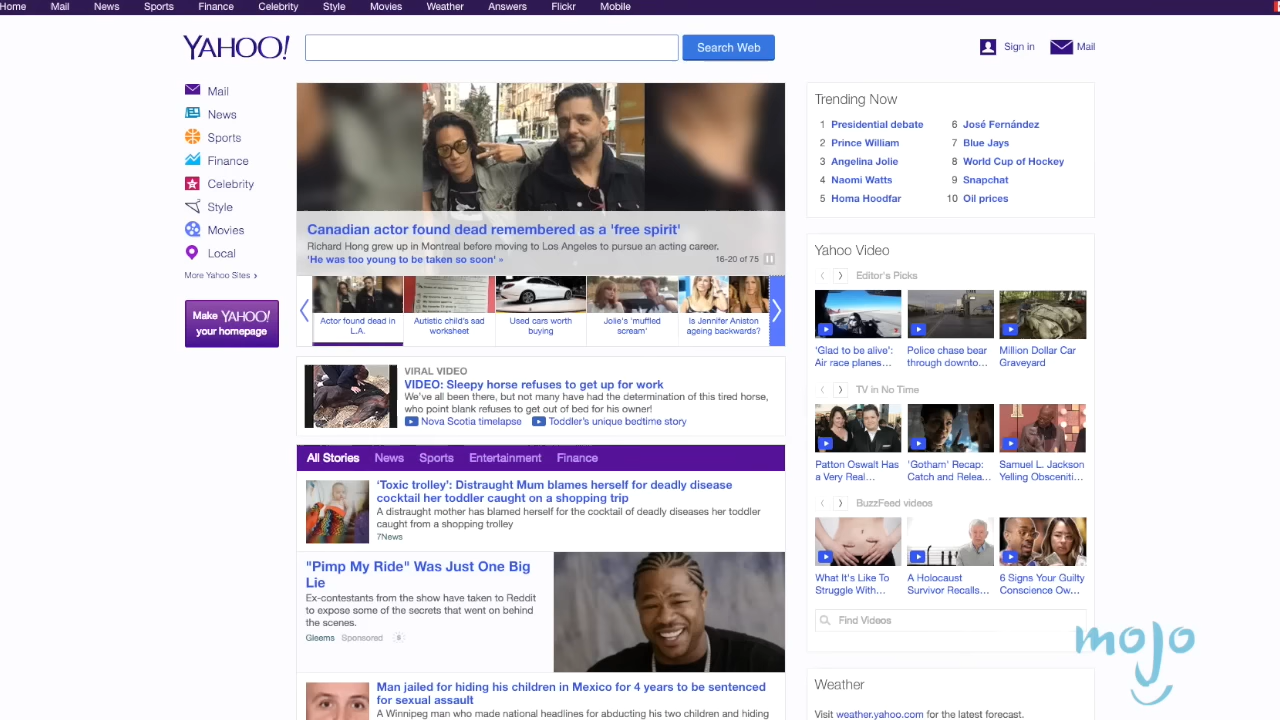 Home Mail News Sports Finance Celebrity Style Movies Weather Answers Flickr Mobile
YAHOO!
Search Web
Sign in
Mail
Mail
News
Sports
Finance
Celebrity
Style
Movies
Local
More Yahoo Sites ›
Make YAHOO!
your homepage
Canadian actor found dead remembered as a 'free spirit'
Richard Hong grew up in Montreal before moving to Los Angeles to pursue an acting career.
'He was too young to be taken so soon' »
16-20 of 75
Actor found dead in
L.A.
Autistic child's sad
worksheet
Used cars worth
buying
Jolie's 'muffled
scream'
Is Jennifer Aniston
ageing backwards?
VIRAL VIDEO
VIDEO: Sleepy horse refuses to get up for work
We've all been there, but not many have had the determination of this tired horse,
who point blank refuses to get out of bed for his owner!
Nova Scotia timelapse
Toddler's unique bedtime story
All Stories News Sports Entertainment Finance
'Toxic trolley': Distraught Mum blames herself for deadly disease
cocktail her toddler caught on a shopping trip
A distraught mother has blamed herself for the cocktail of deadly diseases her toddler
caught from a shopping trolley
7News
"Pimp My Ride" Was Just One Big
Lie
Ex-contestants from the show have taken to Reddit
to expose some of the secrets that went on behind
the scenes.
Gleems Sponsored $
Man jailed for hiding his children in Mexico for 4 years to be sentenced
for sexual assault
A Winnipeg man who made national headlines for abducting his two children and hiding
Trending Now
1 Presidential debate
2 Prince William
3 Angelina Jolie
4 Naomi Watts
5 Homa Hoodfar
6 José Fernández
7 Blue Jays
8 World Cup of Hockey
9 Snapchat
10 Oil prices
Yahoo Video
Editor's Picks
'Glad to be alive':
Air race planes...
Police chase bear
through downto...
Million Dollar Car
Graveyard
TV in No Time
Patton Oswalt Has
a Very Real...
'Gotham' Recap:
Catch and Relea...
Samuel L. Jackson
Yelling Obsceniti...
BuzzFeed videos
What It's Like To
Struggle With...
A Holocaust
Survivor Recalls...
6 Signs Your Guilty
Conscience Ow...
Find Videos
mojo
Weather
Visit weather.yahoo.com for the latest forecast.